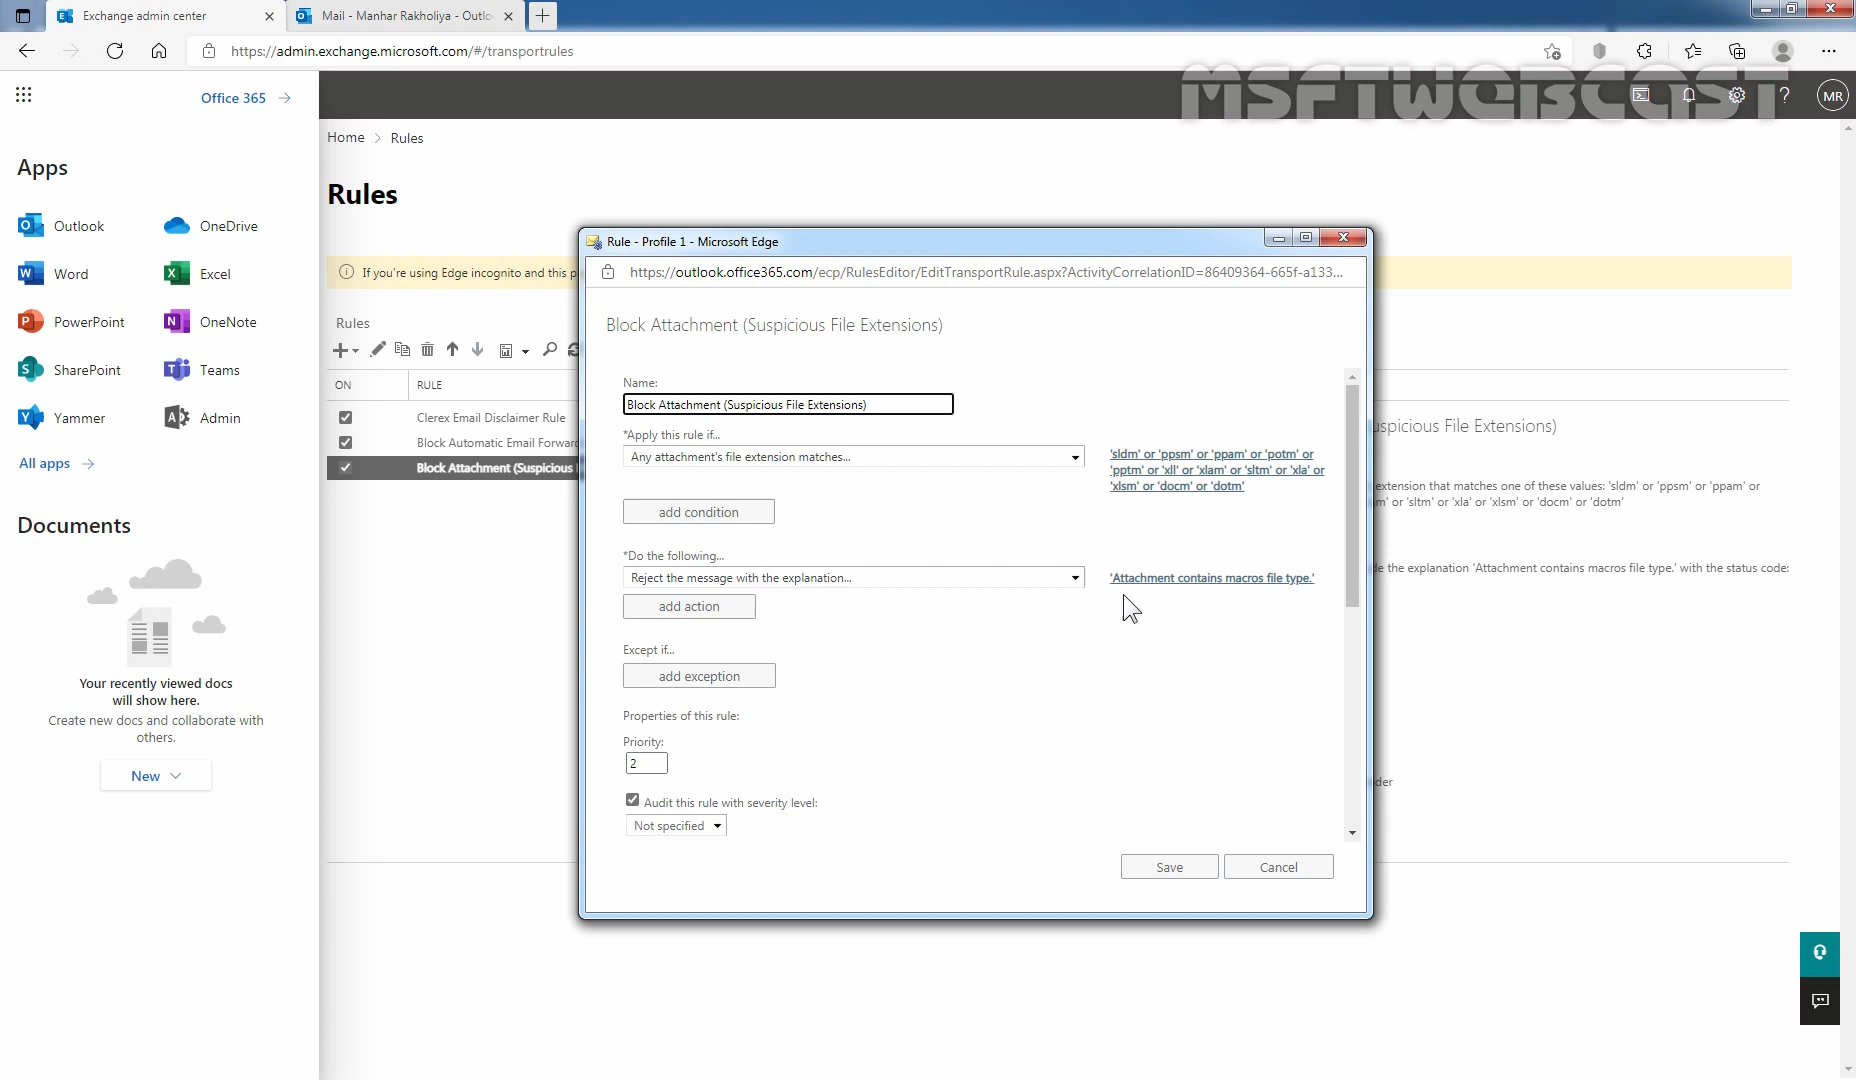 Exchange admin center
Mail - Manhar Rakholiya - Outlo
https://admin.exchange.microsoft.com/#/transportrules
MSFTWEBCAST
Office 365
MR
Home > Rules
Apps
Rules
Outlook
OneDrive
Word
Excel
PowerPoint
OneNote
SharePoint
Teams
Yammer
Admin
All apps
Documents
Your recently viewed docs
will show here.
Create new docs and collaborate with
others.
New
If you're using Edge incognito and this p
Rules
ON
RULE
Clerex Email Disclaimer Rule
Block Automatic Email Forward
Block Attachment (Suspicious
Rule - Profile 1 - Microsoft Edge
https://outlook.office365.com/ecp/RulesEditor/EditTransportRule.aspx?ActivityCorrelationID=86409364-665f-a133...
Block Attachment (Suspicious File Extensions)
Name:
Block Attachment (Suspicious File Extensions)
*Apply this rule if...
Any attachment's file extension matches...
'sldm' or 'ppsm' or 'ppam' or 'potm' or
'pptm' or 'xll' or 'xlam' or 'sltm' or 'xla' or
'xlsm' or 'docm' or 'dotm'
add condition
*Do the following...
Reject the message with the explanation...
'Attachment contains macros file type.'
add action
Except if...
add exception
Properties of this rule:
Priority:
2
Audit this rule with severity level:
Not specified
Save
Cancel
uspicious File Extensions)
extension that matches one of these values: 'sldm' or 'ppsm' or 'ppam' or
m' or 'sltm' or 'xla' or 'xlsm' or 'docm' or 'dotm'
de the explanation 'Attachment contains macros file type.' with the status code:
der